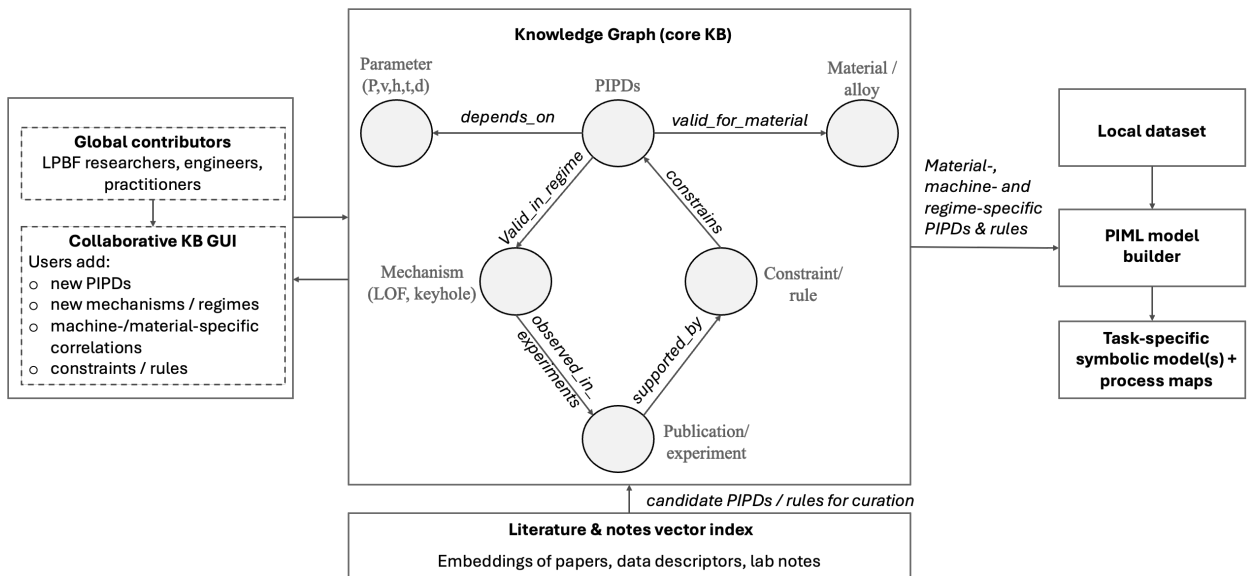 Knowledge Graph (core KB)
Parameter
(P,v,h,t,d)
PIPDs
Material /
alloy
depends_on
valid_for_material
Valid_in_regime
constrains
Mechanism
(LOF, keyhole)
Constraint/
rule
observed_in_
experiments
supported_by
Publication/
experiment
Global contributors
LPBF researchers, engineers,
practitioners
Collaborative KB GUI
Users add:
o new PIPDs
o new mechanisms / regimes
o machine-/material-specific
correlations
o constraints / rules
Material-,
machine- and
regime-specific
PIPDs & rules
Local dataset
PIML model
builder
Task-specific
symbolic model(s) +
process maps
candidate PIPDs / rules for curation
Literature & notes vector index
Embeddings of papers, data descriptors, lab notes